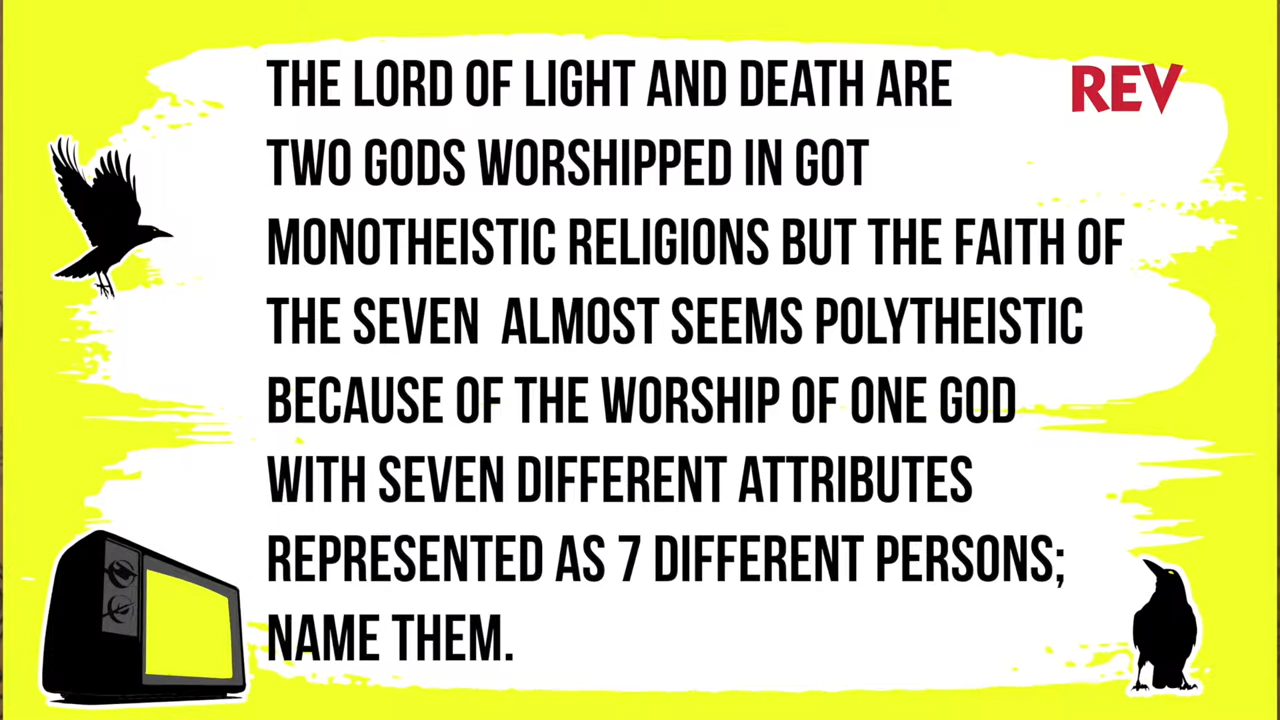 THE LORD OF LIGHT AND DEATH ARE
REV
TWO GODS WORSHIPPED IN GOT
MONOTHEISTIC RELIGIONS BUT THE FAITH OF
THE SEVEN ALMOST SEEMS POLYTHEISTIC
BECAUSE OF THE WORSHIP OF ONE GOD
WITH SEVEN DIFFERENT ATTRIBUTES
REPRESENTED AS 7 DIFFERENT PERSONS;
NAME THEM.